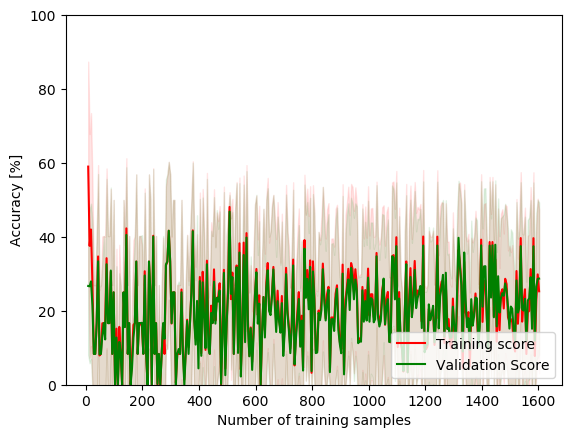 100
80
60
40
20
0
Accuracy [%]
0 200 400 600 800 1000 1200 1400 1600
Number of training samples
Training score
Validation Score